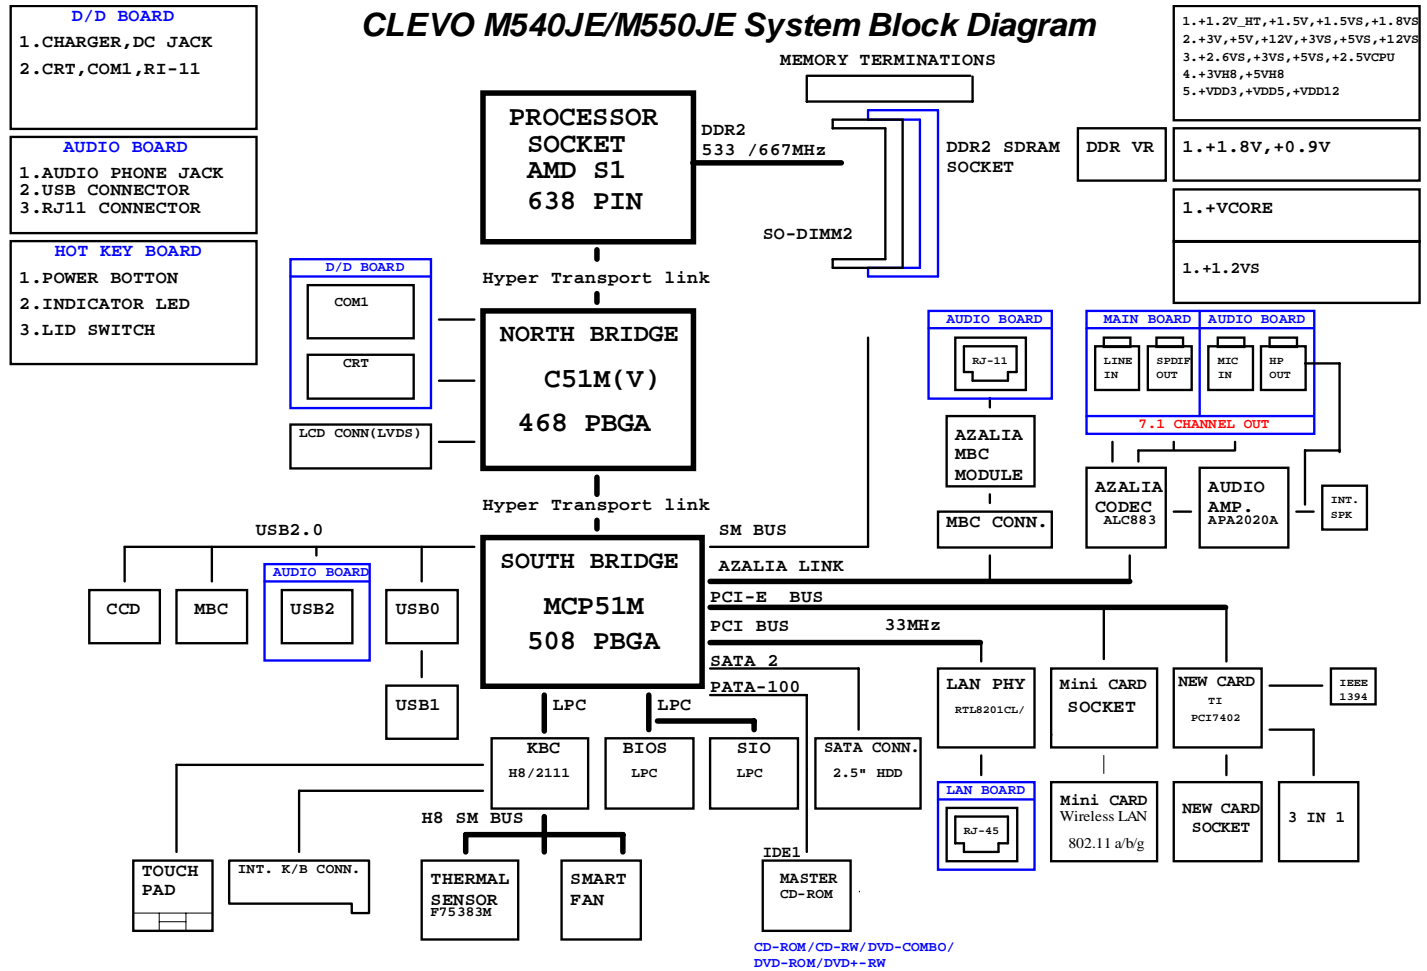 CLEVO M540JE/M550JE System Block Diagram
D/D BOARD
1.CHARGER,DC JACK
2.CRT,COM1,RI-11
AUDIO BOARD
1.AUDIO PHONE JACK
2.USB CONNECTOR
3.RJ11 CONNECTOR
HOT KEY BOARD
1.POWER BOTTON
2.INDICATOR LED
3.LID SWITCH
1.+1.2V_HT,+1.5V,+1.5VS,+1.8VS
2.+3V,+5V,+12V,+3VS,+5VS,+12VS
3.+2.6VS,+3VS,+5VS,+2.5VCPU
4.+3VH8,+5VH8
5.+VDD3,+VDD5,+VDD12
DDR VR
1.+1.8V,+0.9V
1.+VCORE
1.+1.2VS
MEMORY TERMINATIONS
PROCESSOR
SOCKET
AMD S1
638 PIN
DDR2
533 /667MHz
DDR2 SDRAM
SOCKET
SO-DIMM2
Hyper Transport link
D/D BOARD
COM1
CRT
LCD CONN(LVDS)
NORTH BRIDGE
C51M(V)
468 PBGA
Hyper Transport link
AUDIO BOARD
RJ-11
AZALIA
MBC
MODULE
MBC CONN.
MAIN BOARD
AUDIO BOARD
LINE
IN
SPDIF
OUT
MIC
IN
HP
OUT
7.1 CHANNEL OUT
AZALIA
CODEC
ALC883
AUDIO
AMP.
APA2020A
INT.
SPK
USB2.0
CCD
MBC
AUDIO BOARD
USB2
USB0
USB1
SOUTH BRIDGE
MCP51M
508 PBGA
SM BUS
AZALIA LINK
PCI-E BUS
PCI BUS 33MHz
SATA 2
PATA-100
LPC
LPC
KBC
H8/2111
BIOS
LPC
SIO
LPC
SATA CONN.
2.5" HDD
LAN PHY
RTL8201CL/
Mini CARD
SOCKET
NEW CARD
TI
PCI7402
IEEE
1394
LAN BOARD
RJ-45
Mini CARD
Wireless LAN
802.11 a/b/g
NEW CARD
SOCKET
3 IN 1
H8 SM BUS
TOUCH
PAD
INT. K/B CONN.
THERMAL
SENSOR
F75383M
SMART
FAN
IDE1
MASTER
CD-ROM
CD-ROM/CD-RW/DVD-COMBO/
DVD-ROM/DVD+-RW